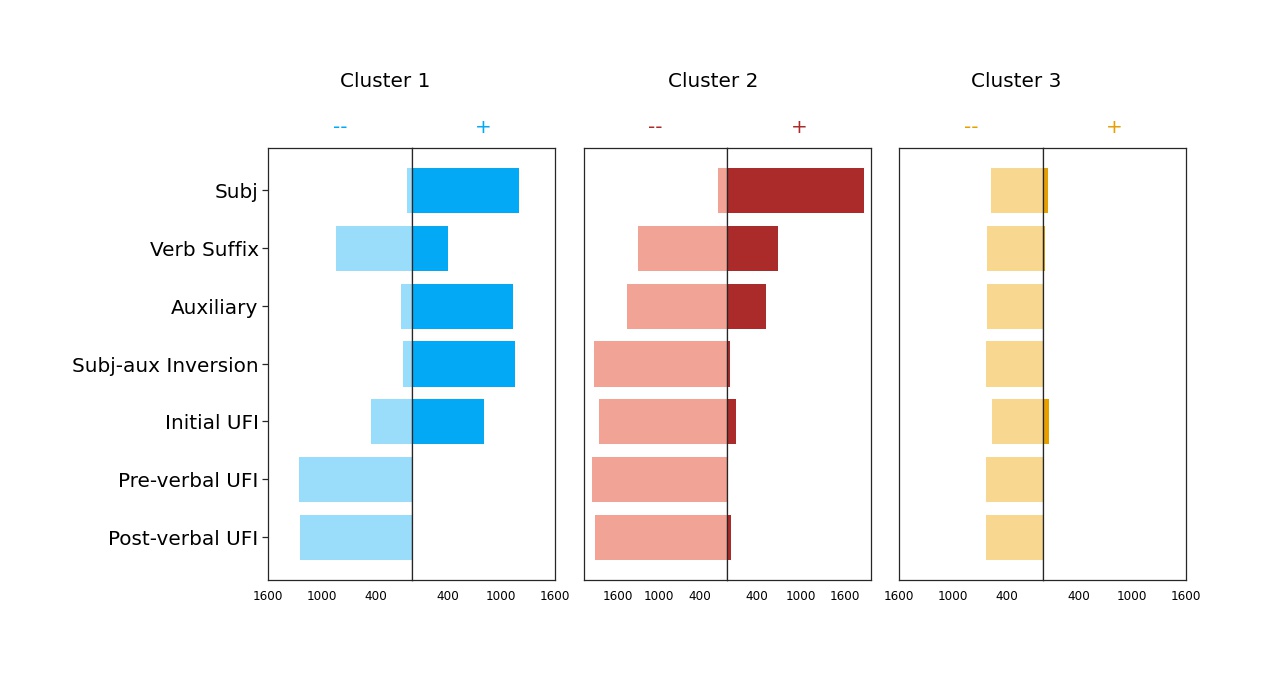 Cluster 1 Cluster 2 Cluster 3
-- + -- + -- +
Subj
Verb Suffix
Auxiliary
Subj-aux Inversion
Initial UFI
Pre-verbal UFI
Post-verbal UFI
1600 1000 400 400 1000 1600 1600 1000 400 400 1000 1600 1600 1000 400 400 1000 1600